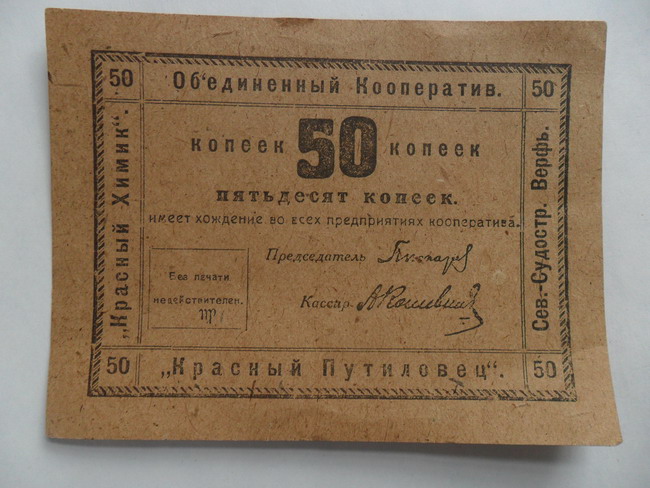 50 Об'единенный Кооператив. 50
„Красный Химик“.
копеек 50 копеек
пятьдесят копеек.
имеет хождение во всех предприятиях кооператива.
Председатель
Без печати
недействителен.
Кассир.
Сев.-Судостр. Верфь.
50 „Красный Путиловец“. 50